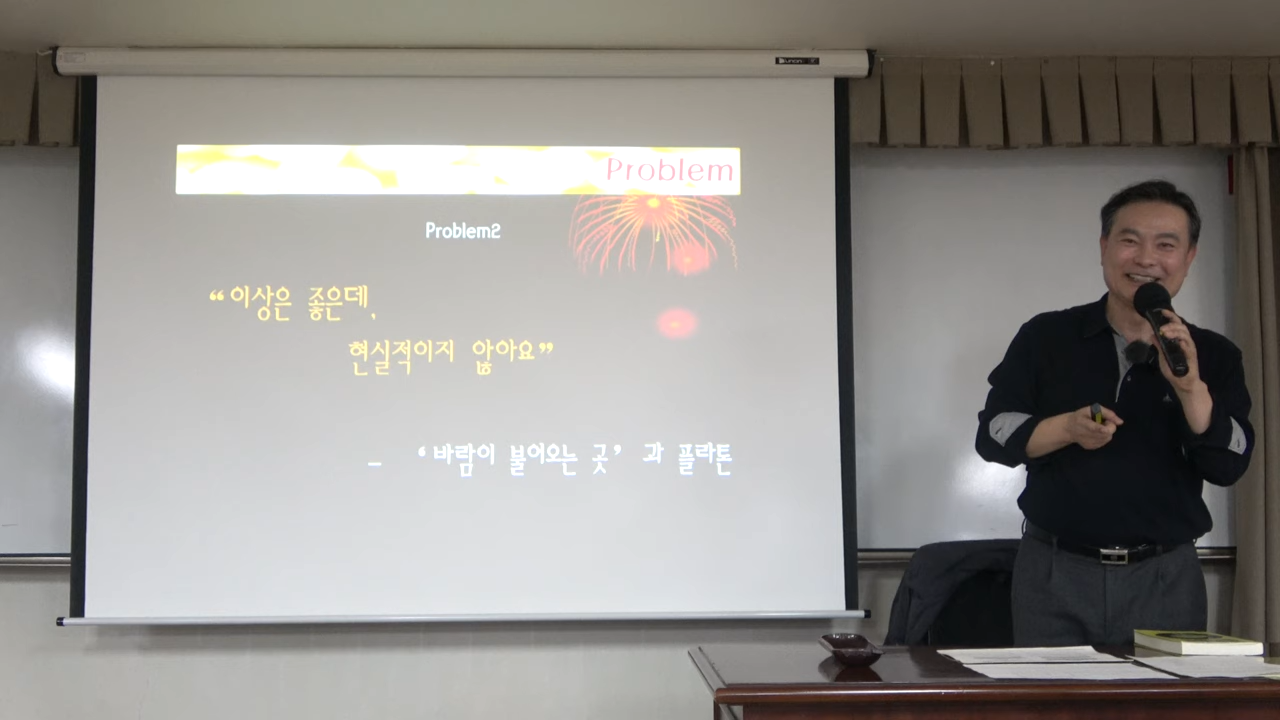 Problem
Problem2
“이상은 좋은데,
현실적이지 않아요”
- ‘바람이 불어오는 곳’ 과 플라톤